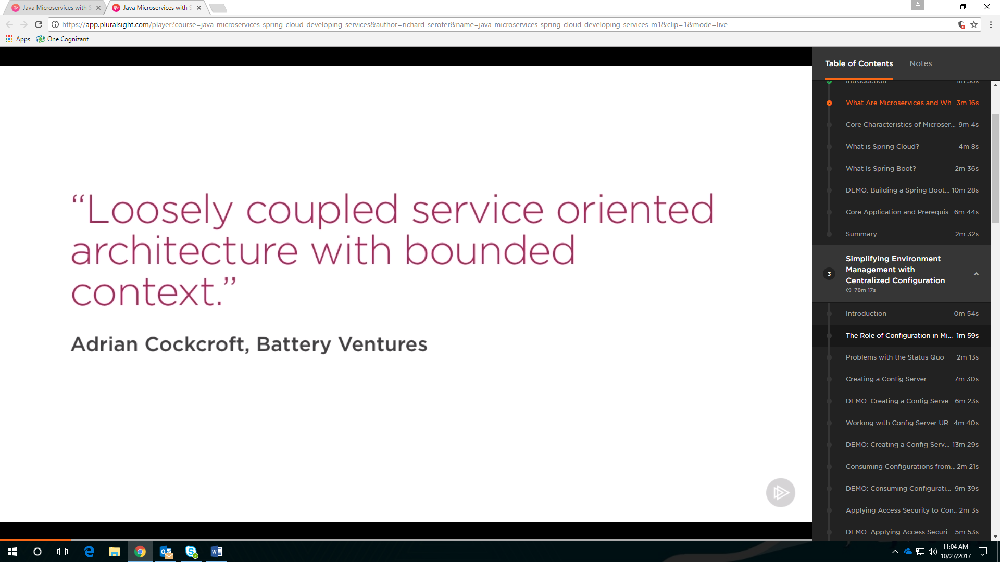 Java Microservices with S
Java Microservices with S
https://app.pluralsight.com/player?course=java-microservices-spring-cloud-developing-services&author=richard-seroter&name=java-microservices-spring-cloud-developing-services-m1&clip=1&mode=live
Apps
One Cognizant
Table of Contents
Notes
Introduction 1m 56s
What Are Microservices and Wh.. 3m 16s
Core Characteristics of Microser... 9m 4s
What is Spring Cloud? 4m 8s
What Is Spring Boot? 2m 36s
DEMO: Building a Spring Boot... 10m 28s
Core Application and Prerequis.. 6m 44s
Summary 2m 32s
3
Simplifying Environment
Management with
Centralized Configuration
78m 17s
Introduction 0m 54s
The Role of Configuration in Mi... 1m 59s
Problems with the Status Quo 2m 13s
Creating a Config Server 7m 30s
DEMO: Creating a Config Serve... 6m 23s
Working with Config Server UR.. 4m 40s
DEMO: Creating a Config Serv... 13m 29s
Consuming Configurations from... 2m 21s
DEMO: Consuming Configurati... 9m 39s
Applying Access Security to Con.. 2m 3s
DEMO: Applying Access Securi... 5m 53s
“Loosely coupled service oriented
architecture with bounded
context.”
Adrian Cockcroft, Battery Ventures
11:04 AM
10/27/2017